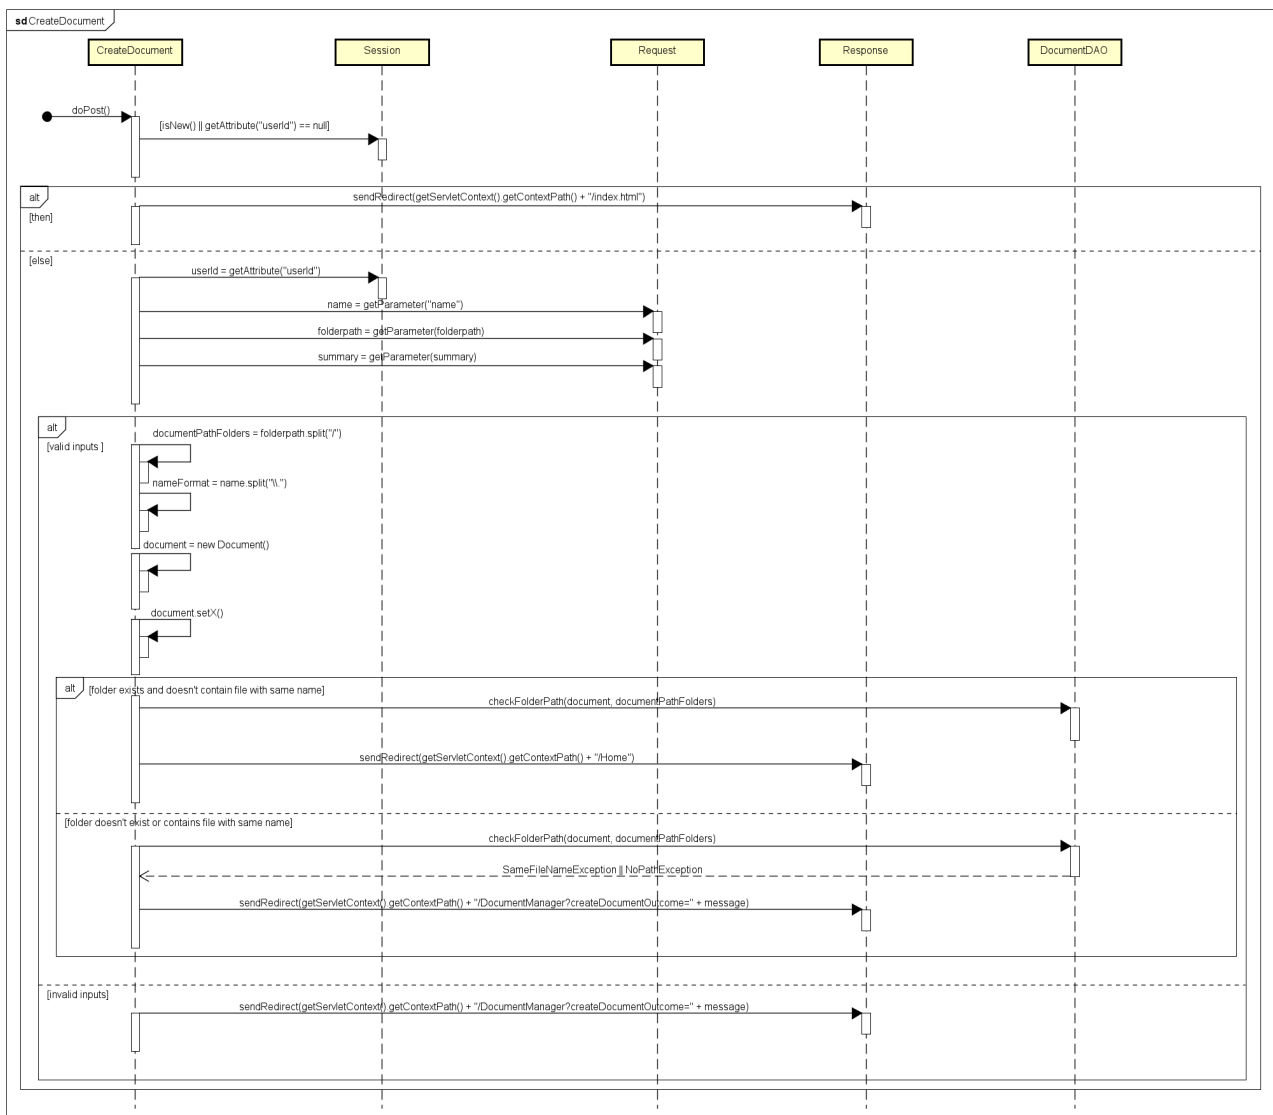 sd CreateDocument
CreateDocument
Session
Request
Response
DocumentDAO
doPost()
[isNew() || getAttribute("userId") == null]
alt
sendRedirect(getServletContext().getContextPath() + "/index.html")
[then]
[else]
userId = getAttribute("userId")
name = getParameter("name")
folderpath = getParameter(folderpath)
summary = getParameter(summary)
alt
documentPathFolders = folderpath.split("/")
[valid inputs ]
nameFormat = name.split("\\.")
document = new Document()
document.setX()
alt
[folder exists and doesn't contain file with same name]
checkFolderPath(document, documentPathFolders)
sendRedirect(getServletContext().getContextPath() + "/Home")
[folder doesn't exist or contains file with same name]
checkFolderPath(document, documentPathFolders)
SameFileNameException || NoPathException
sendRedirect(getServletContext().getContextPath() + "/DocumentManager?createDocumentOutcome=" + message)
[invalid inputs]
sendRedirect(getServletContext().getContextPath() + "/DocumentManager?createDocumentOutcome=" + message)